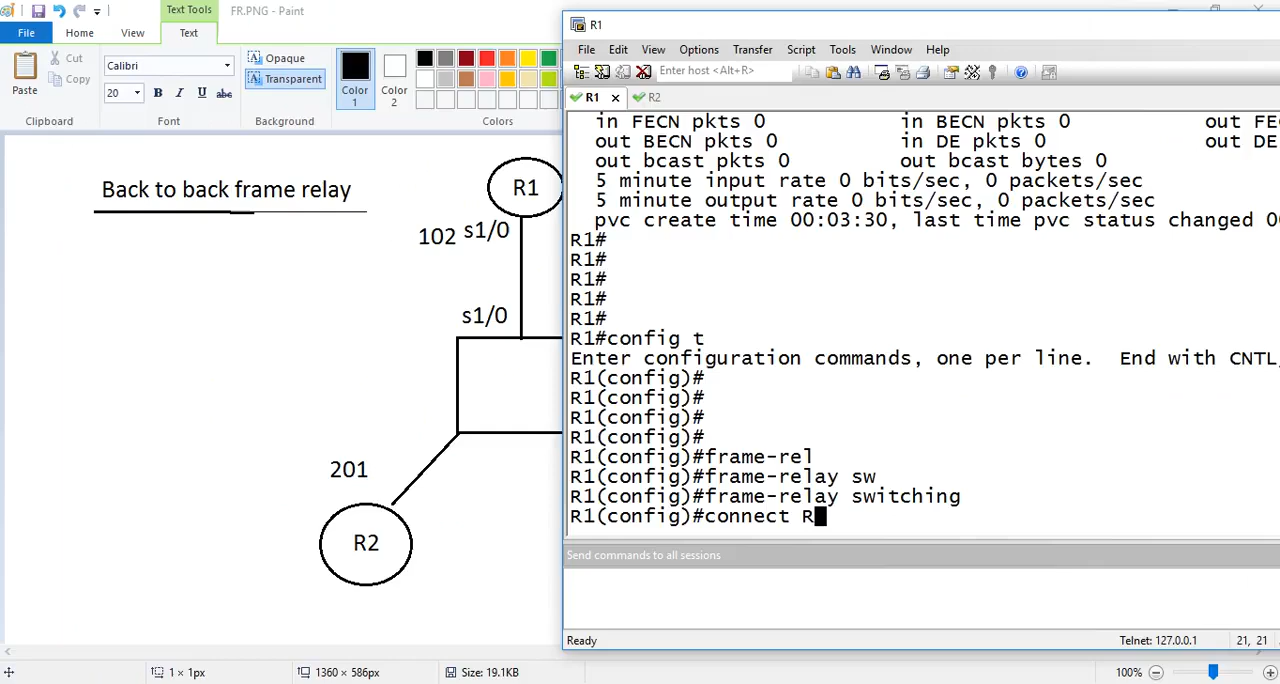 Text Tools
FR.PNG - Paint
File
Home
View
Text
Paste
Cut
Copy
Clipboard
Calibri
20
B I U abc
Font
Opaque
Transparent
Background
Color 1
Color 2
Colors
Back to back frame relay
R1
102 s1/0
s1/0
201
R2
1 × 1px
1360 × 586px
Size: 19.1KB
R1
File Edit View Options Transfer Script Tools Window Help
Enter host <Alt+R>
R1 R2
in FECN pkts 0 in BECN pkts 0 out FE
out BECN pkts 0 in DE pkts 0 out DE
out bcast pkts 0 out bcast bytes 0
5 minute input rate 0 bits/sec, 0 packets/sec
5 minute output rate 0 bits/sec, 0 packets/sec
pvc create time 00:03:30, last time pvc status changed 0
R1#
R1#
R1#
R1#
R1#
R1#config t
Enter configuration commands, one per line. End with CNTL
R1(config)#
R1(config)#
R1(config)#
R1(config)#
R1(config)#frame-rel
R1(config)#frame-relay sw
R1(config)#frame-relay switching
R1(config)#connect R
Send commands to all sessions
Ready
Telnet: 127.0.0.1
21, 21
100%